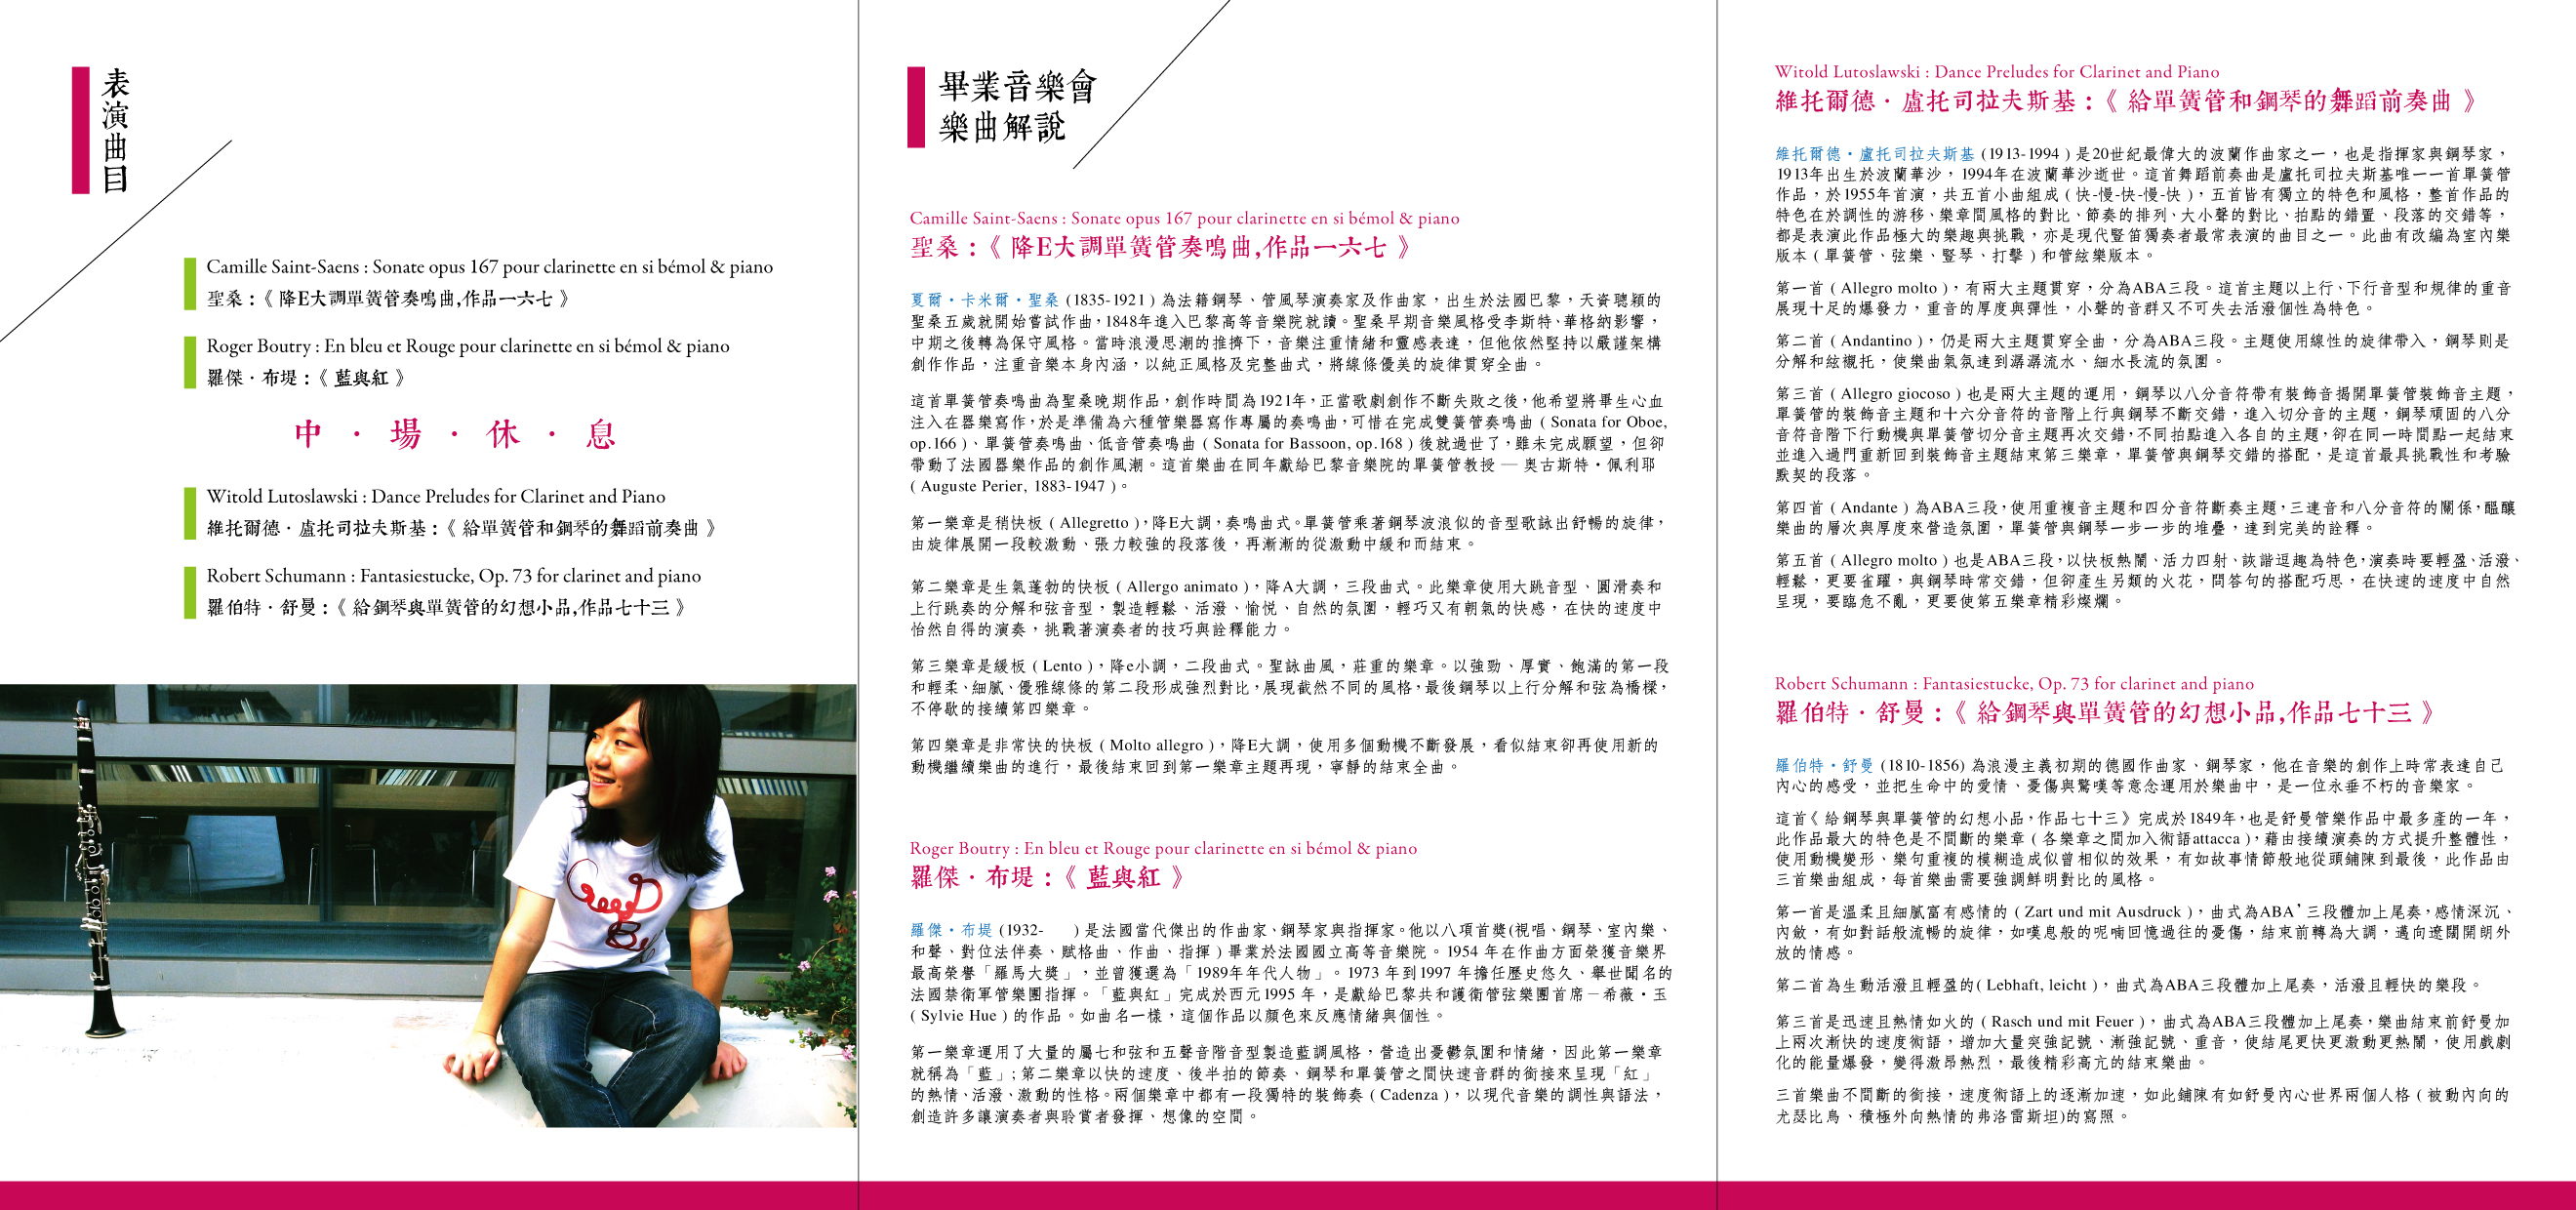 表演曲目
Camille Saint-Saens : Sonate opus 167 pour clarinette en si bémol & piano
聖桑：《 降E大調單簧管奏鳴曲,作品一六七 》
Roger Boutry : En bleu et Rouge pour clarinette en si bémol & piano
羅傑‧布堤：《 藍與紅 》
中 ‧ 場 ‧ 休 ‧ 息
Witold Lutoslawski : Dance Preludes for Clarinet and Piano
維托爾德‧盧托司拉夫斯基：《 給單簧管和鋼琴的舞蹈前奏曲 》
Robert Schumann : Fantasiestucke, Op. 73 for clarinet and piano
羅伯特‧舒曼：《 給鋼琴與單簧管的幻想小品,作品七十三 》
畢業音樂會
樂曲解說
Camille Saint-Saens : Sonate opus 167 pour clarinette en si bémol & piano
聖桑：《 降E大調單簧管奏鳴曲,作品一六七 》
夏爾‧卡米爾‧聖桑 (1835-1921 ) 為法籍鋼琴、管風琴演奏家及作曲家，出生於法國巴黎，天資聰穎的
聖桑五歲就開始嘗試作曲，1848年進入巴黎高等音樂院就讀。聖桑早期音樂風格受李斯特、華格納影響，
中期之後轉為保守風格。當時浪漫思潮的推擠下，音樂注重情緒和靈感表達，但他依然堅持以嚴謹架構
創作作品，注重音樂本身內涵，以純正風格及完整曲式，將線條優美的旋律貫穿全曲。
這首單簧管奏鳴曲為聖桑晚期作品，創作時間為1921年，正當歌劇創作不斷失敗之後，他希望將畢生心血
注入在器樂寫作，於是準備為六種管樂器寫作專屬的奏鳴曲，可惜在完成雙簧管奏鳴曲 ( Sonata for Oboe,
op.166 )、單簧管奏鳴曲、低音管奏鳴曲 ( Sonata for Bassoon, op.168 ) 後就過世了，雖未完成願望，但卻
帶動了法國器樂作品的創作風潮。這首樂曲在同年獻給巴黎音樂院的單簧管教授 — 奧古斯特‧佩利耶
( Auguste Perier, 1883-1947 )。
第一樂章是稍快板 ( Allegretto )，降E大調，奏鳴曲式。單簧管乘著鋼琴波浪似的音型歌詠出舒暢的旋律，
由旋律展開一段較激動、張力較強的段落後，再漸漸的從激動中緩和而結束。
第二樂章是生氣蓬勃的快板 ( Allergo animato )，降A大調，三段曲式。此樂章使用大跳音型、圓滑奏和
上行跳奏的分解和弦音型，製造輕鬆、活潑、愉悅、自然的氛圍，輕巧又有朝氣的快感，在快的速度中
怡然自得的演奏，挑戰著演奏者的技巧與詮釋能力。
第三樂章是緩板 ( Lento )，降e小調，二段曲式。聖詠曲風，莊重的樂章。以強勁、厚實、飽滿的第一段
和輕柔、細膩、優雅線條的第二段形成強烈對比，展現截然不同的風格，最後鋼琴以上行分解和弦為橋樑，
不停歇的接續第四樂章。
第四樂章是非常快的快板 ( Molto allegro )，降E大調，使用多個動機不斷發展，看似結束卻再使用新的
動機繼續樂曲的進行，最後結束回到第一樂章主題再現，寧靜的結束全曲。
Roger Boutry : En bleu et Rouge pour clarinette en si bémol & piano
羅傑‧布堤：《 藍與紅 》
羅傑‧布堤 (1932-　　) 是法國當代傑出的作曲家、鋼琴家與指揮家。他以八項首獎(視唱、鋼琴、室內樂、
和聲、對位法伴奏、賦格曲、作曲、指揮 ) 畢業於法國國立高等音樂院。1954 年在作曲方面榮獲音樂界
最高榮譽「羅馬大獎」，並曾獲選為「1989年年代人物」。1973 年到1997 年擔任歷史悠久、舉世聞名的
法國禁衛軍管樂團指揮。「藍與紅」完成於西元1995 年，是獻給巴黎共和護衛管弦樂團首席－希薇‧玉
( Sylvie Hue ) 的作品。如曲名一樣，這個作品以顏色來反應情緒與個性。
第一樂章運用了大量的屬七和弦和五聲音階音型製造藍調風格，營造出憂鬱氛圍和情緒，因此第一樂章
就稱為「藍」; 第二樂章以快的速度、後半拍的節奏、鋼琴和單簧管之間快速音群的銜接來呈現「紅」
的熱情、活潑、激動的性格。兩個樂章中都有一段獨特的裝飾奏 ( Cadenza )，以現代音樂的調性與語法，
創造許多讓演奏者與聆賞者發揮、想像的空間。
Witold Lutoslawski : Dance Preludes for Clarinet and Piano
維托爾德‧盧托司拉夫斯基：《 給單簧管和鋼琴的舞蹈前奏曲 》
維托爾德‧盧托司拉夫斯基 (1913-1994 ) 是20世紀最偉大的波蘭作曲家之一，也是指揮家與鋼琴家，
1913年出生於波蘭華沙，1994年在波蘭華沙逝世。這首舞蹈前奏曲是盧托司拉夫斯基唯一一首單簧管
作品，於1955年首演，共五首小曲組成 ( 快-慢-快-慢-快 )，五首皆有獨立的特色和風格，整首作品的
特色在於調性的游移、樂章間風格的對比、節奏的排列、大小聲的對比、拍點的錯置、段落的交錯等，
都是表演此作品極大的樂趣與挑戰，亦是現代豎笛獨奏者最常表演的曲目之一。此曲有改編為室內樂
版本 ( 單簧管、弦樂、豎琴、打擊 ) 和管絃樂版本。
第一首 ( Allegro molto )，有兩大主題貫穿，分為ABA三段。這首主題以上行、下行音型和規律的重音
展現十足的爆發力，重音的厚度與彈性，小聲的音群又不可失去活潑個性為特色。
第二首 ( Andantino )，仍是兩大主題貫穿全曲，分為ABA三段。主題使用線性的旋律帶入，鋼琴則是
分解和絃襯托，使樂曲氣氛達到潺潺流水、細水長流的氛圍。
第三首 ( Allegro giocoso ) 也是兩大主題的運用，鋼琴以八分音符帶有裝飾音揭開單簧管裝飾音主題，
單簧管的裝飾音主題和十六分音符的音階上行與鋼琴不斷交錯，進入切分音的主題，鋼琴頑固的八分
音符音階下行動機與單簧管切分音主題再次交錯，不同拍點進入各自的主題，卻在同一時間點一起結束
並進入過門重新回到裝飾音主題結束第三樂章，單簧管與鋼琴交錯的搭配，是這首最具挑戰性和考驗
默契的段落。
第四首 ( Andante ) 為ABA三段，使用重複音主題和四分音符斷奏主題，三連音和八分音符的關係，醞釀
樂曲的層次與厚度來營造氛圍，單簧管與鋼琴一步一步的堆疊，達到完美的詮釋。
第五首 ( Allegro molto ) 也是ABA三段，以快板熱鬧、活力四射、詼諧逗趣為特色，演奏時要輕盈、活潑、
輕鬆，更要雀躍，與鋼琴時常交錯，但卻產生另類的火花，問答句的搭配巧思，在快速的速度中自然
呈現，要臨危不亂，更要使第五樂章精彩燦爛。
Robert Schumann : Fantasiestucke, Op. 73 for clarinet and piano
羅伯特‧舒曼：《 給鋼琴與單簧管的幻想小品,作品七十三 》
羅伯特‧舒曼 (1810-1856) 為浪漫主義初期的德國作曲家、鋼琴家，他在音樂的創作上時常表達自己
內心的感受，並把生命中的愛情、憂傷與驚嘆等意念運用於樂曲中，是一位永垂不朽的音樂家。
這首《 給鋼琴與單簧管的幻想小品，作品七十三》完成於1849年，也是舒曼管樂作品中最多產的一年，
此作品最大的特色是不間斷的樂章 ( 各樂章之間加入術語attacca )，藉由接續演奏的方式提升整體性，
使用動機變形、樂句重複的模糊造成似曾相似的效果，有如故事情節般地從頭鋪陳到最後，此作品由
三首樂曲組成，每首樂曲需要強調鮮明對比的風格。
第一首是溫柔且細膩富有感情的 ( Zart und mit Ausdruck )，曲式為ABA’三段體加上尾奏，感情深沉、
內斂，有如對話般流暢的旋律，如嘆息般的呢喃回憶過往的憂傷，結束前轉為大調，邁向遼闊開朗外
放的情感。
第二首為生動活潑且輕盈的( Lebhaft, leicht )，曲式為ABA三段體加上尾奏，活潑且輕快的樂段。
第三首是迅速且熱情如火的 ( Rasch und mit Feuer )，曲式為ABA三段體加上尾奏，樂曲結束前舒曼加
上兩次漸快的速度術語，增加大量突強記號、漸強記號、重音，使結尾更快更激動更熱鬧，使用戲劇
化的能量爆發，變得激昂熱烈，最後精彩高亢的結束樂曲。
三首樂曲不間斷的銜接，速度術語上的逐漸加速，如此鋪陳有如舒曼內心世界兩個人格 ( 被動內向的
尤瑟比烏、積極外向熱情的弗洛雷斯坦)的寫照。